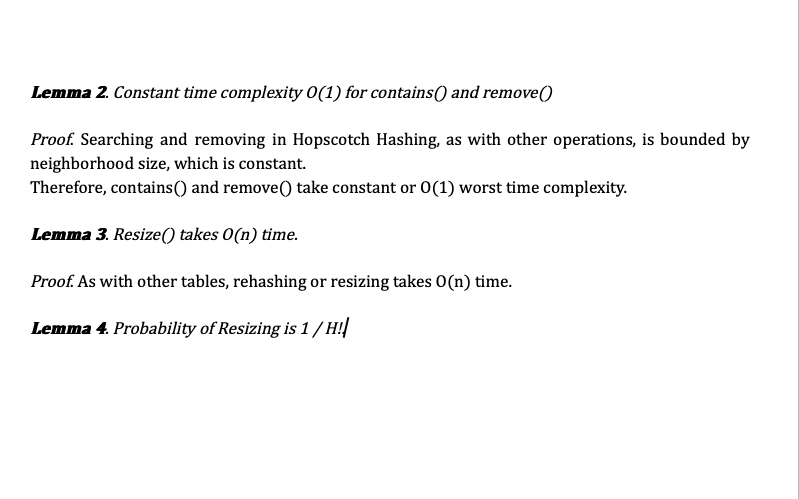 Lemma 2. Constant time complexity O(1) for contains() and remove()
Proof. Searching and removing in Hopscotch Hashing, as with other operations, is bounded by
neighborhood size, which is constant.
Therefore, contains() and remove() take constant or O(1) worst time complexity.
Lemma 3. Resize() takes O(n) time.
Proof. As with other tables, rehashing or resizing takes O(n) time.
Lemma 4. Probability of Resizing is 1 / H!.